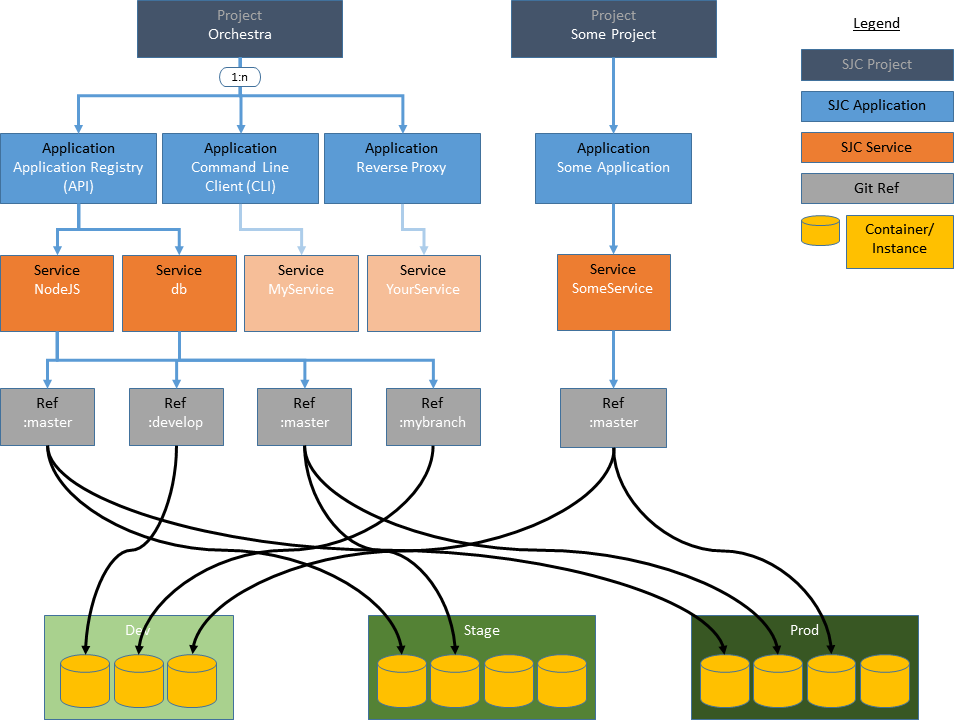 Project
Orchestra
Project
Some Project
Legend
SJC Project
1:n
SJC Application
Application
Application Registry
(API)
Application
Command Line
Client (CLI)
Application
Reverse Proxy
Application
Some Application
SJC Service
Git Ref
Container/
Instance
Service
NodeJS
Service
db
Service
MyService
Service
YourService
Service
SomeService
Ref
:master
Ref
:develop
Ref
:master
Ref
:mybranch
Ref
:master
Dev
Stage
Prod